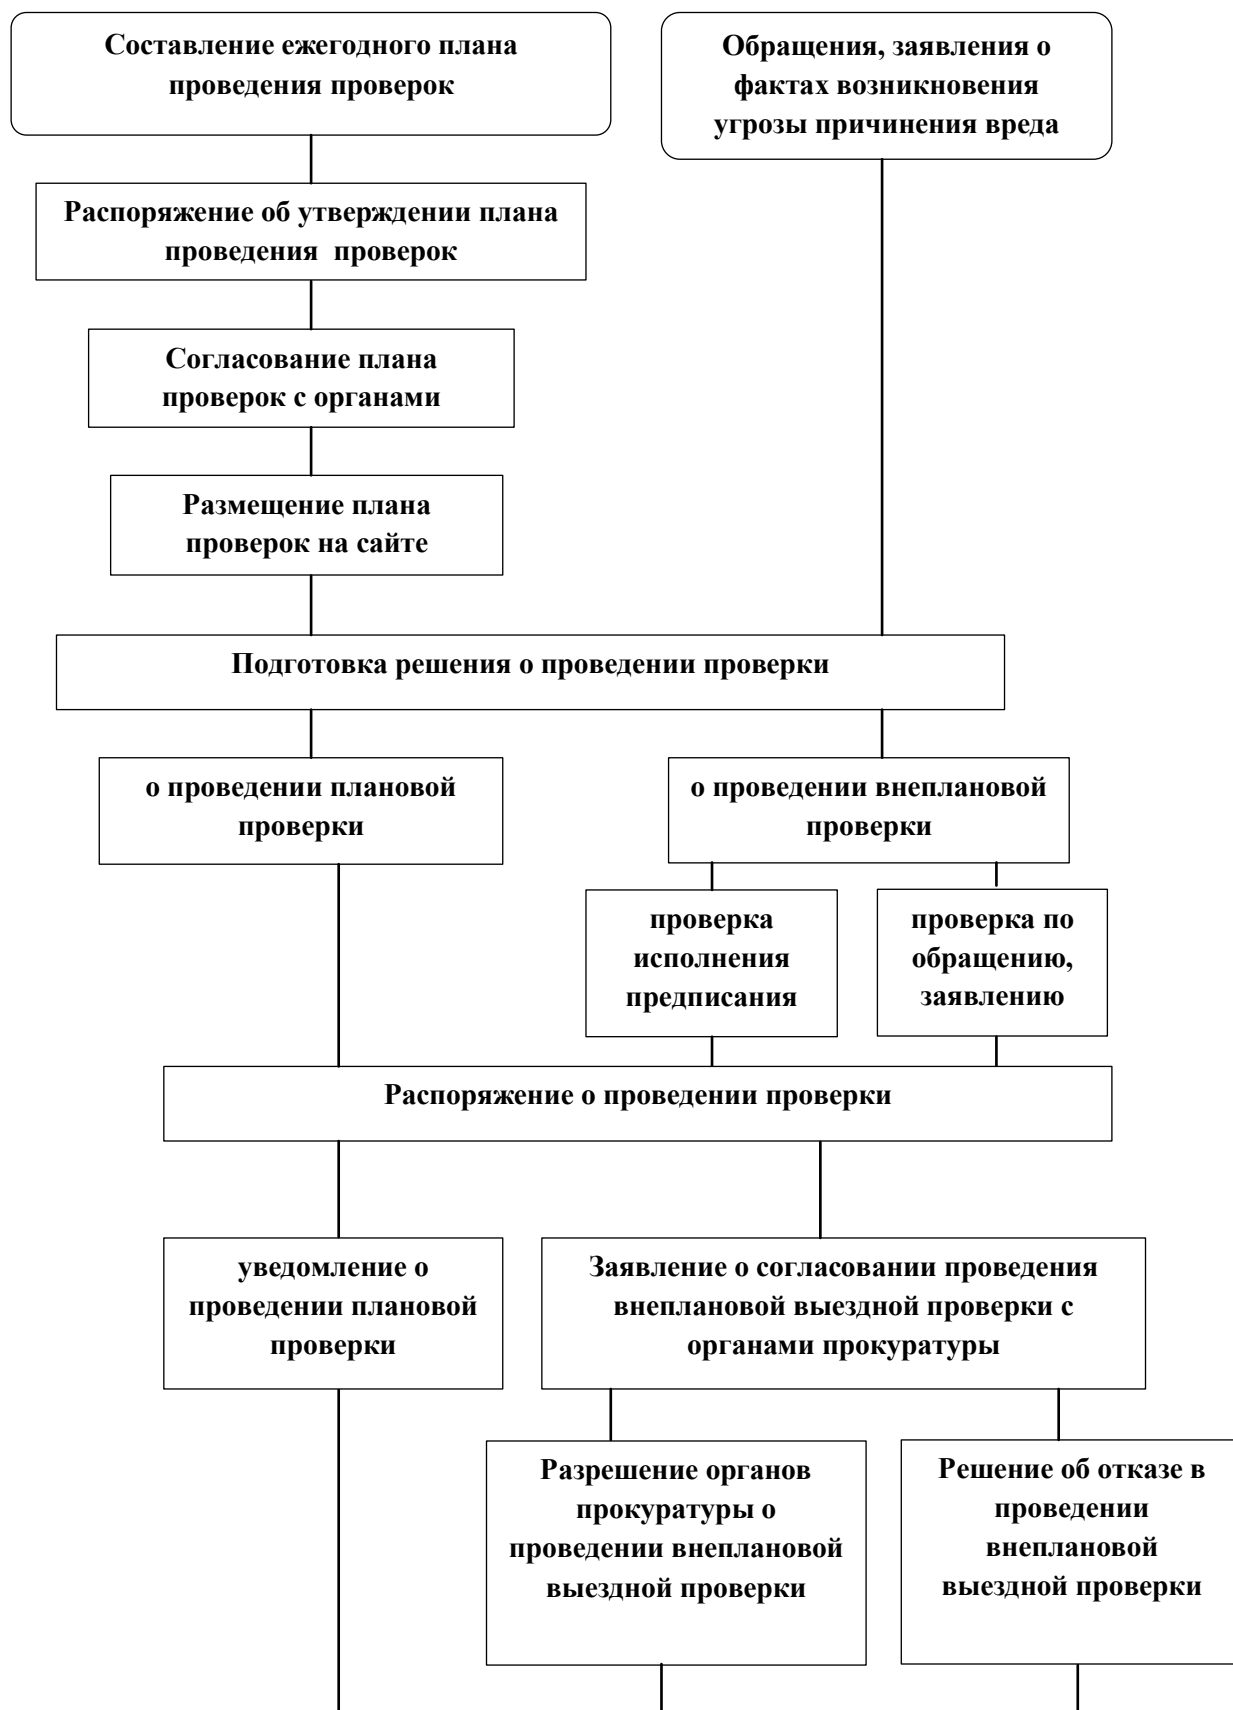 Составление ежегодного плана
проведения проверок
Обращения, заявления о
фактах возникновения
угрозы причинения вреда
Распоряжение об утверждении плана
проведения проверок
Согласование плана
проверок с органами
Размещение плана
проверок на сайте
Подготовка решения о проведении проверки
о проведении плановой
проверки
о проведении внеплановой
проверки
проверка
исполнения
предписания
проверка по
обращению,
заявлению
Распоряжение о проведении проверки
уведомление о
проведении плановой
проверки
Заявление о согласовании проведения
внеплановой выездной проверки с
органами прокуратуры
Разрешение органов
прокуратуры о
проведении внеплановой
выездной проверки
Решение об отказе в
проведении
внеплановой
выездной проверки